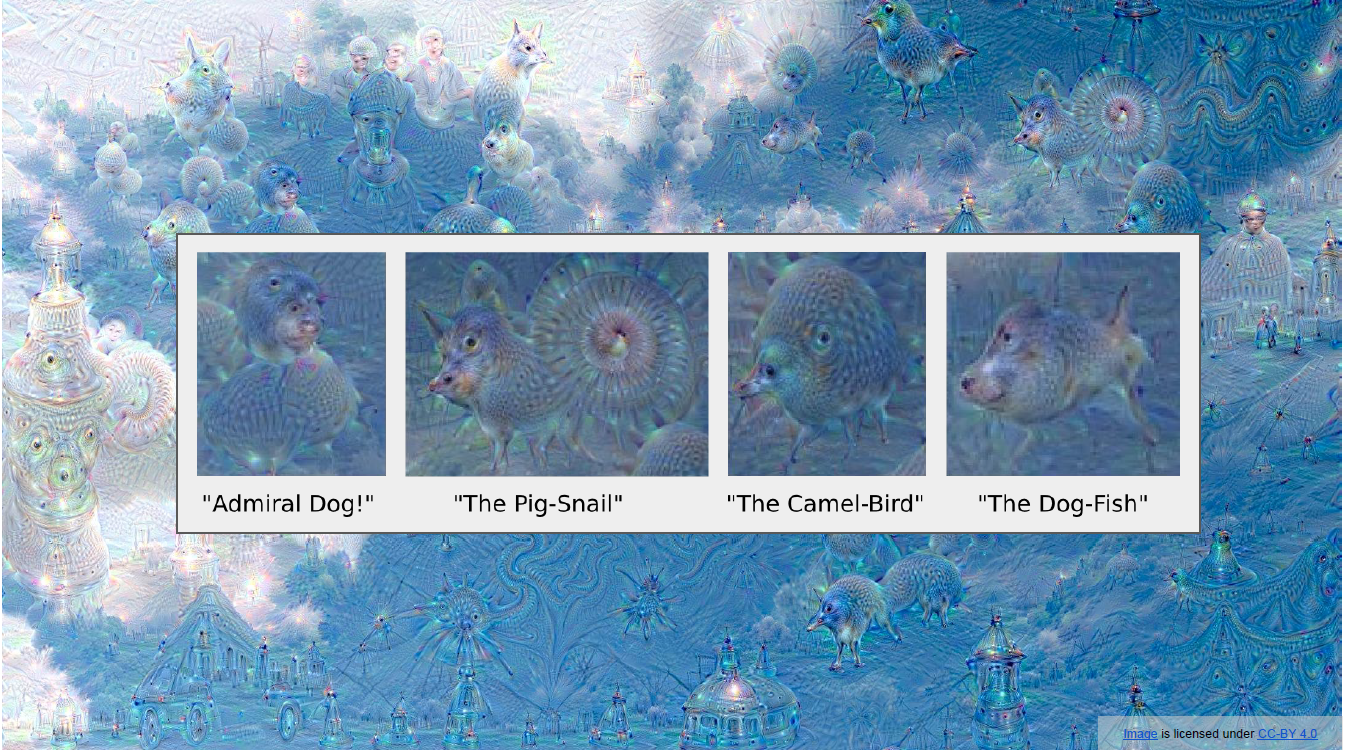 "Admiral Dog!" "The Pig-Snail" "The Camel-Bird" "The Dog-Fish"
Image is licensed under CC-BY 4.0